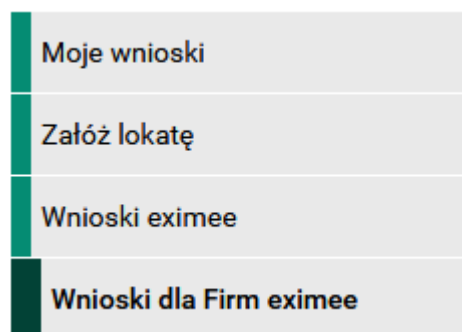 Moje wnioski
Załóż lokatę
Wnioski eximee
Wnioski dla Firm eximee